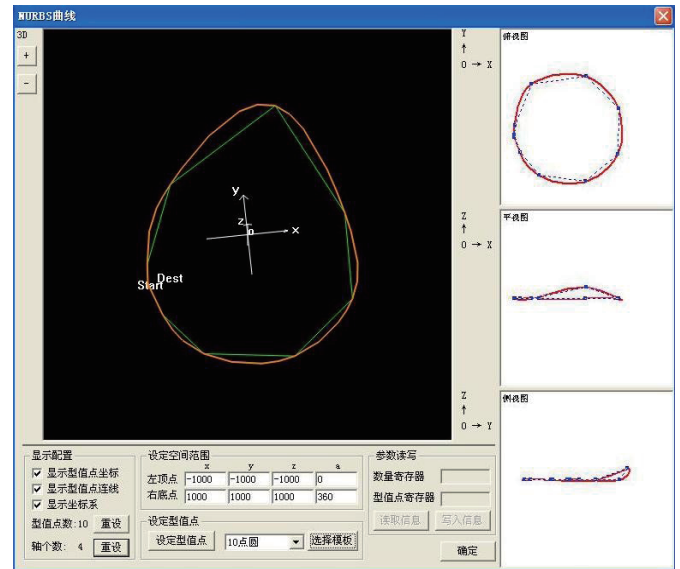 NURBS曲线
3D
+
-
y
z
o
x
Start
Dest
Y
↑
O → X
俯视图
Z
↑
O → X
平视图
Z
↑
O → Y
侧视图
显示配置
显示型值点坐标
显示型值点连线
显示坐标系
型值点数:10 重设
轴个数: 4 重设
设定空间范围
x y z a
左顶点 -1000 -1000 -1000 0
右底点 1000 1000 1000 360
设定型值点
设定型值点 10点圆 选择模板
参数读写
数量寄存器
型值点寄存器
读取信息 写入信息
确定